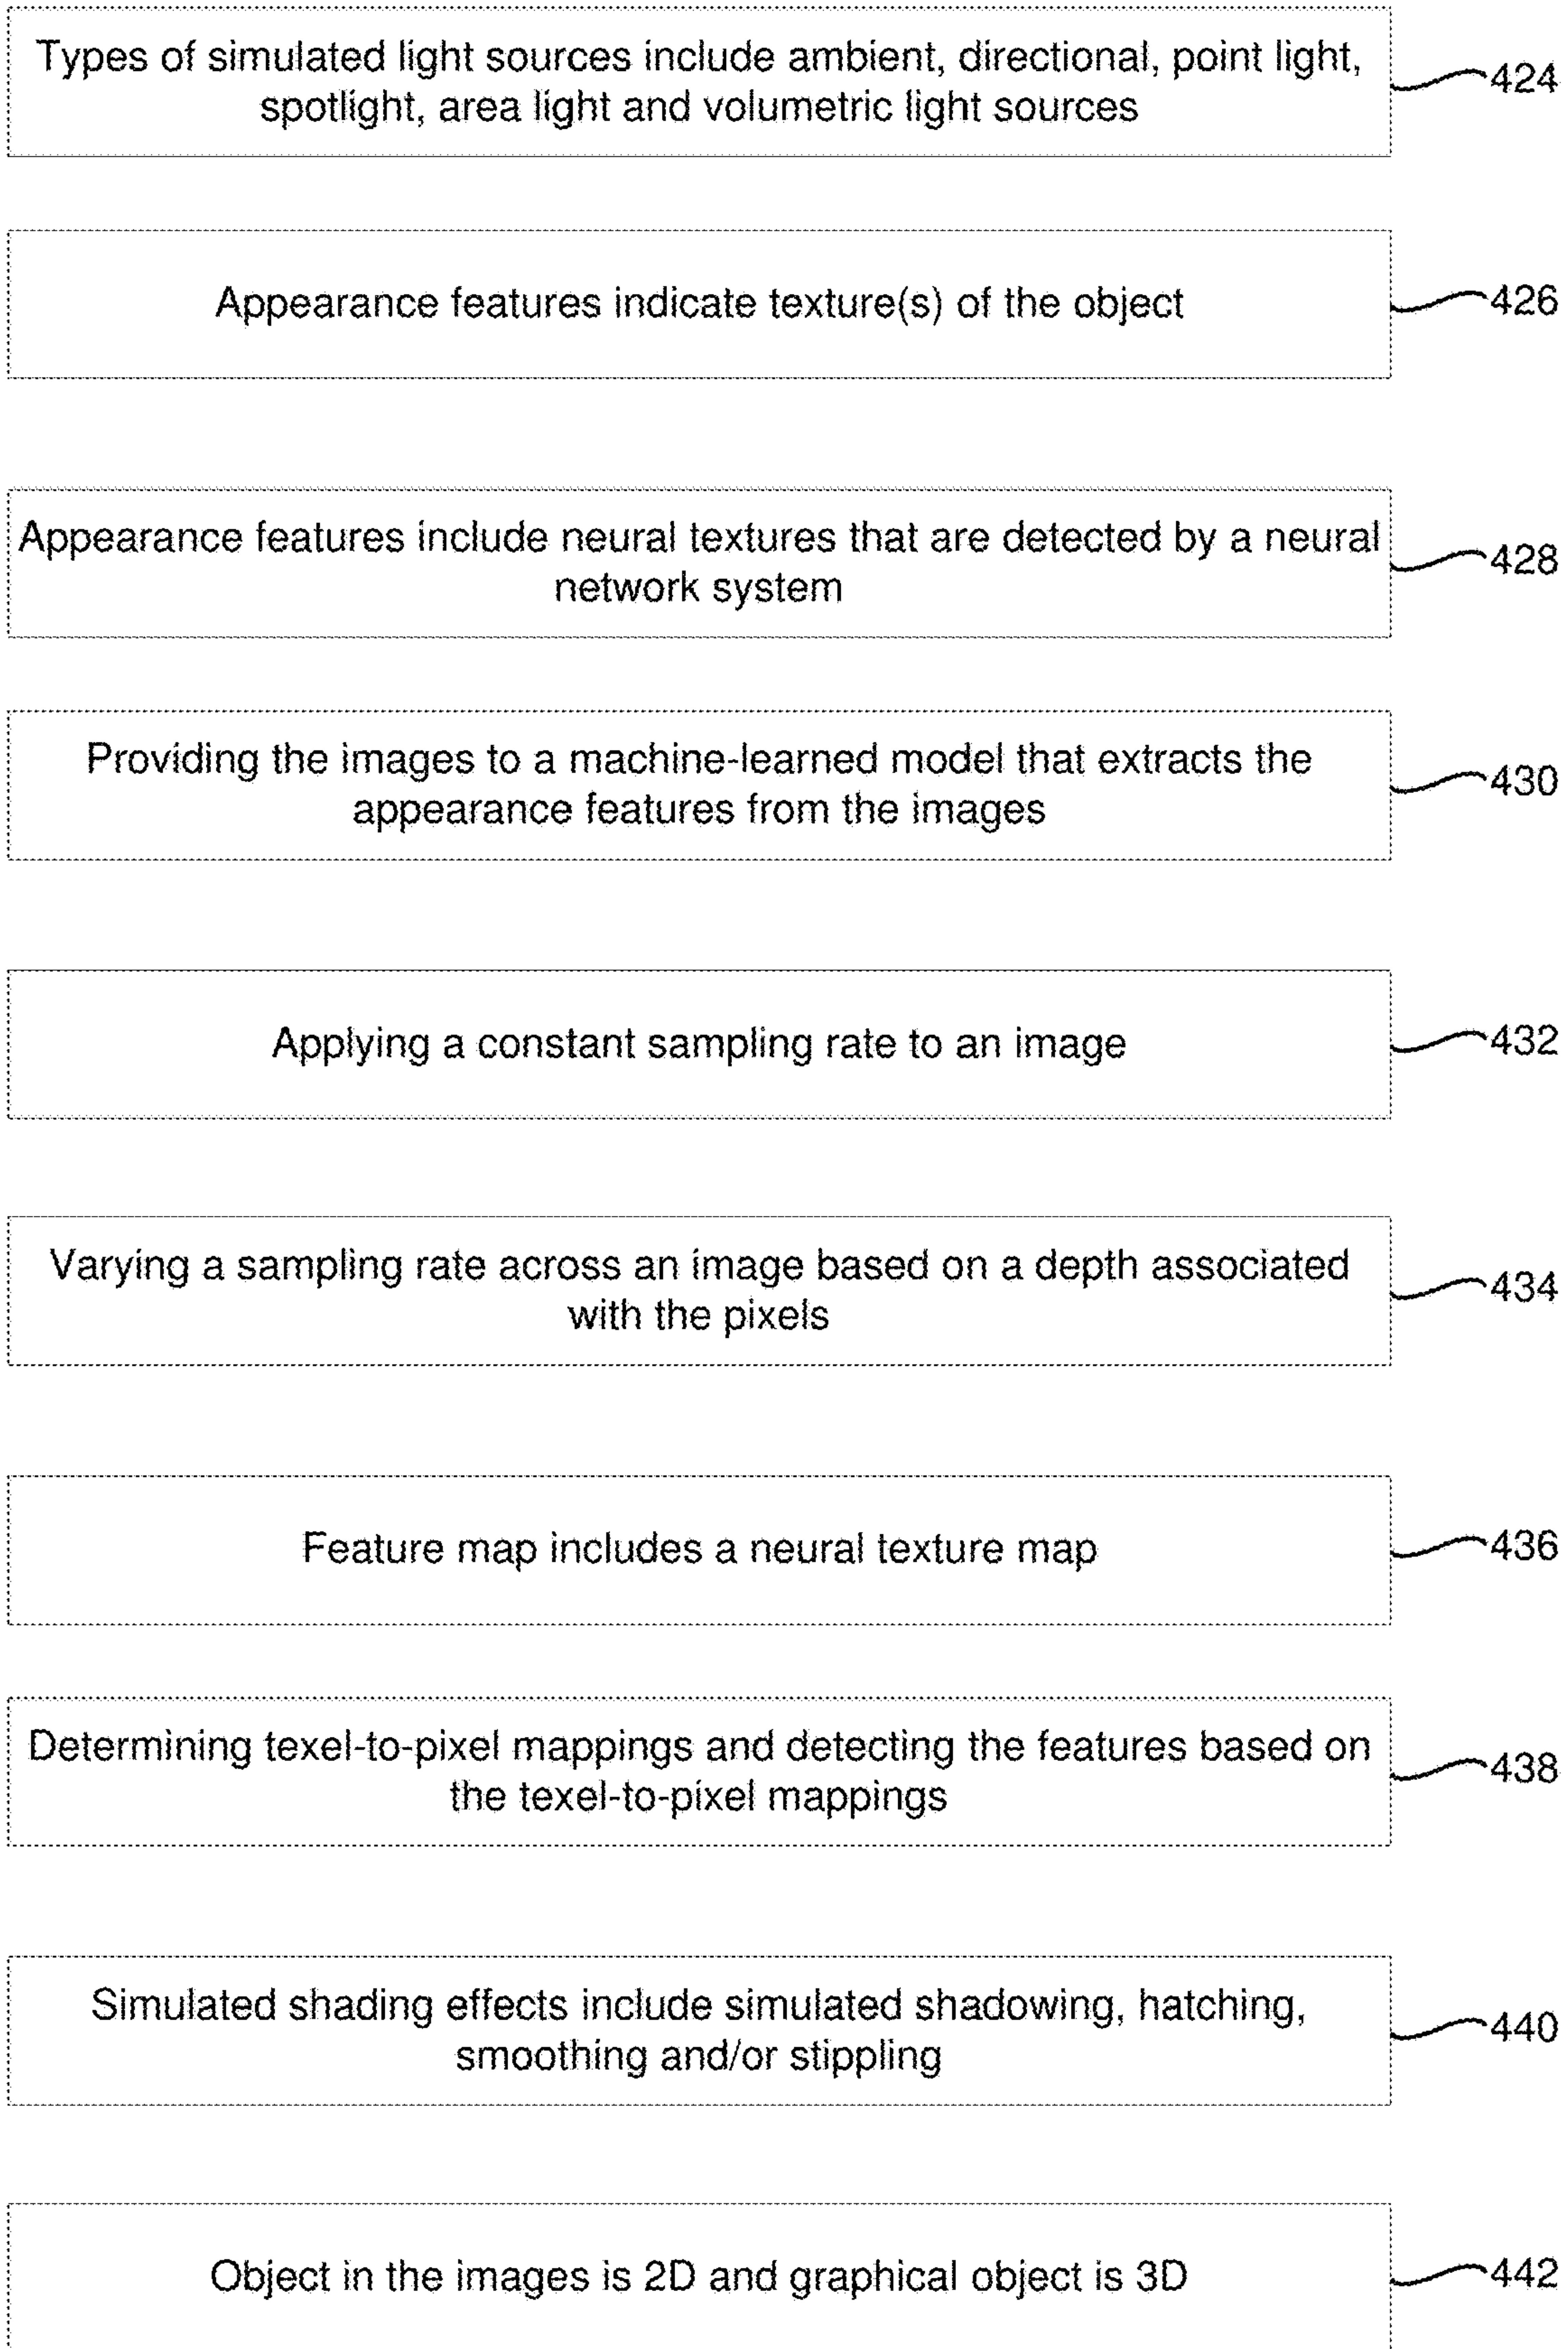 Types of simulated light sources include ambient, directional, point light,
spotlight, area light and volumetric light sources
424
Appearance features indicate texture(s) of the object
426
Appearance features include neural textures that are detected by a neural
network system
428
Providing the images to a machine-learned model that extracts the
appearance features from the images
430
Applying a constant sampling rate to an image
432
Varying a sampling rate across an image based on a depth associated
with the pixels
434
Feature map includes a neural texture map
436
Determining texel-to-pixel mappings and detecting the features based on
the texel-to-pixel mappings
438
Simulated shading effects include simulated shadowing, hatching,
smoothing and/or stippling
440
Object in the images is 2D and graphical object is 3D
442